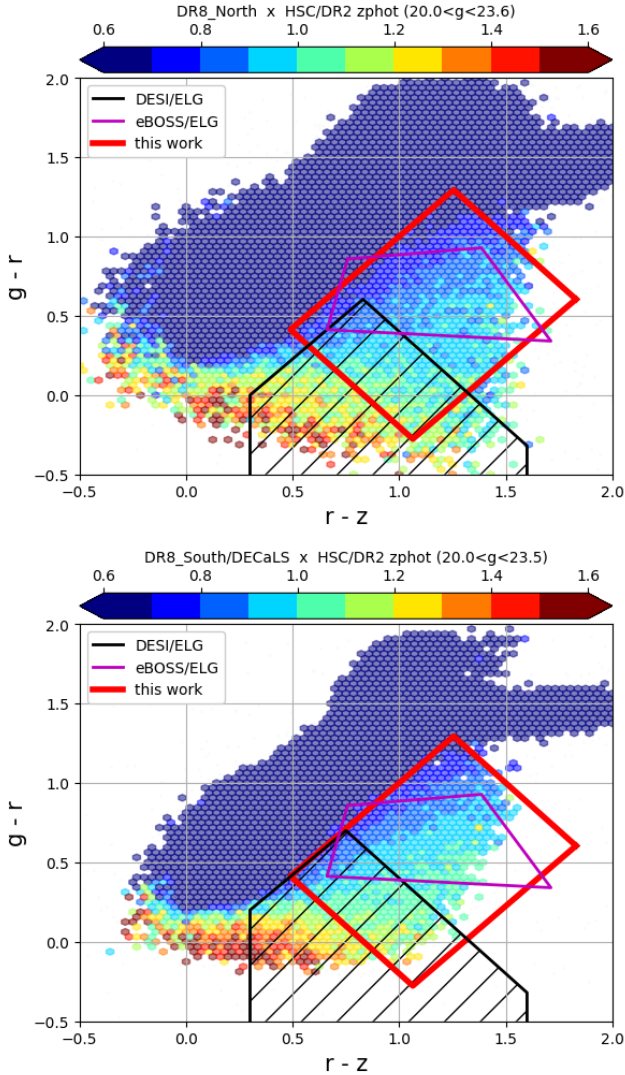 DR8_North x HSC/DR2 zphot (20.0<g<23.6)
0.6 0.8 1.0 1.2 1.4 1.6
2.0
DESI/ELG
eBOSS/ELG
this work
1.5
1.0
g - r
0.5
0.0
−0.5
−0.5 0.0 0.5 1.0 1.5 2.0
r - z
DR8_South/DECaLS x HSC/DR2 zphot (20.0<g<23.5)
0.6 0.8 1.0 1.2 1.4 1.6
2.0
DESI/ELG
eBOSS/ELG
this work
1.5
1.0
g - r
0.5
0.0
−0.5
−0.5 0.0 0.5 1.0 1.5 2.0
r - z